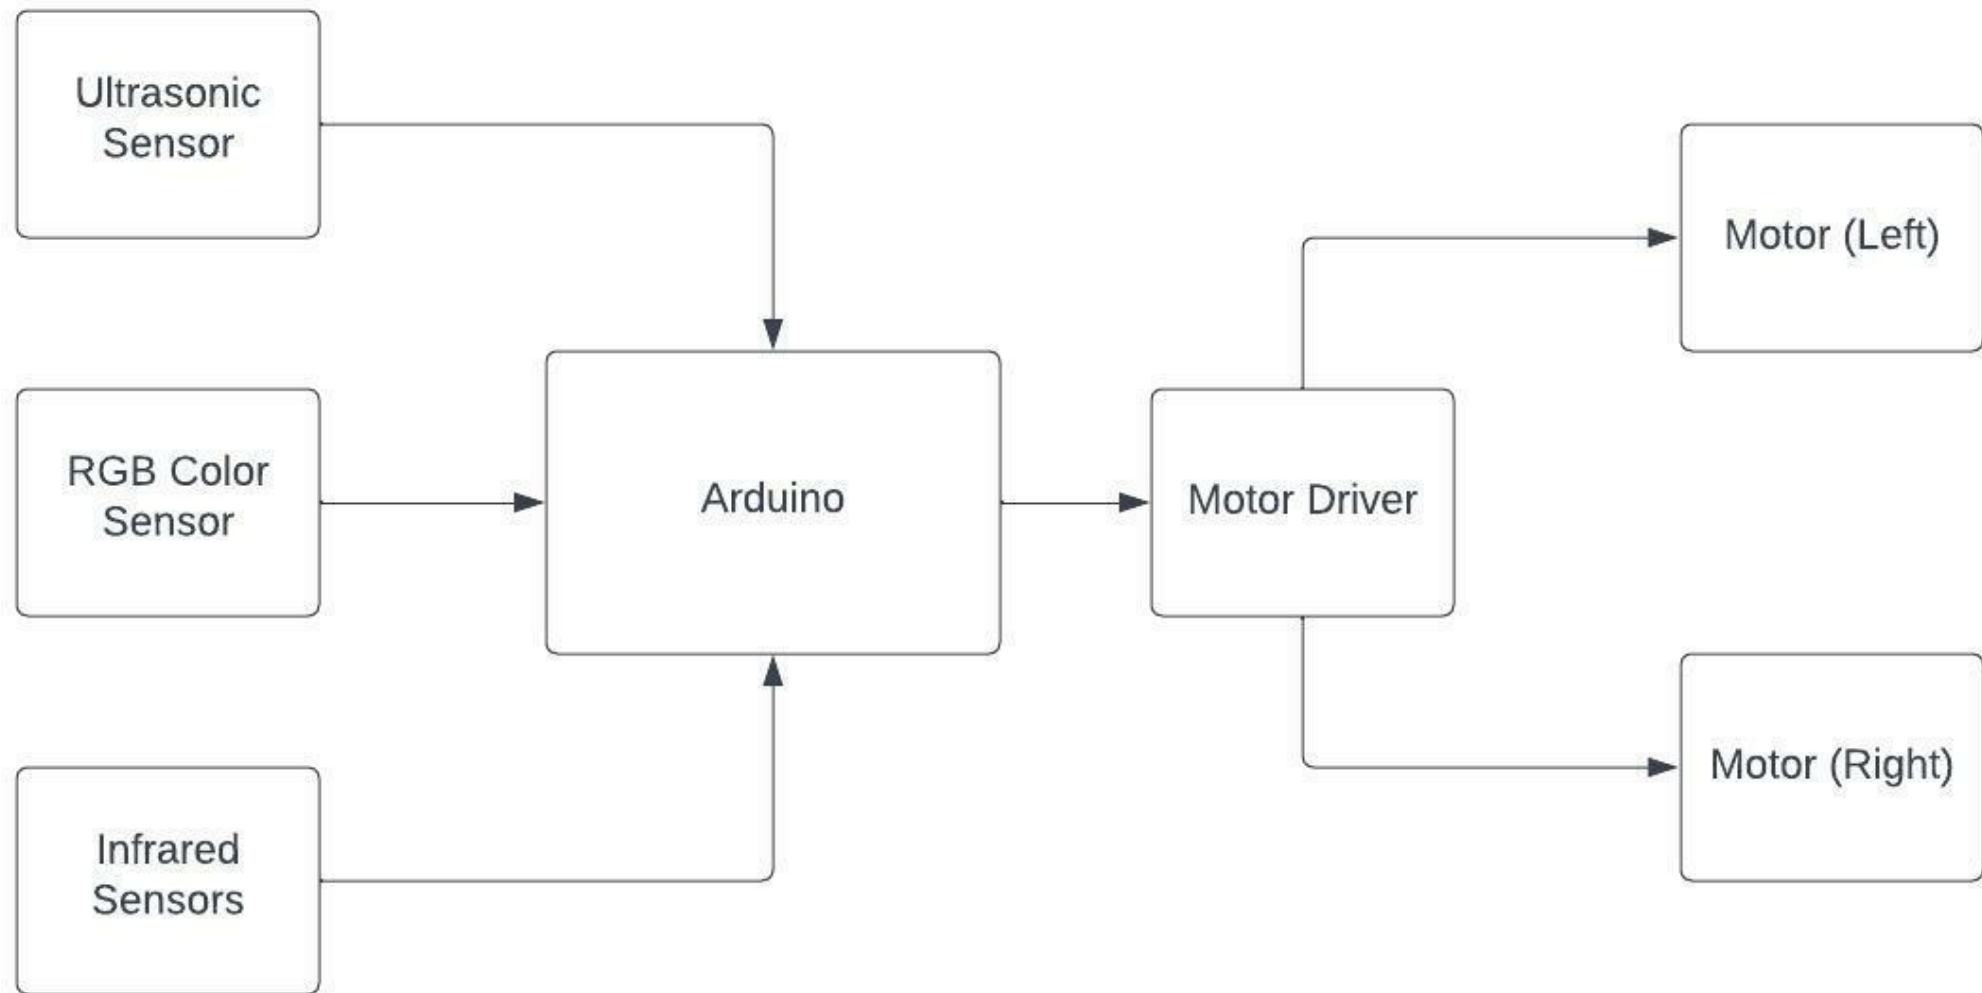 Ultrasonic
Sensor
RGB Color
Sensor
Infrared
Sensors
Arduino
Motor Driver
Motor (Left)
Motor (Right)